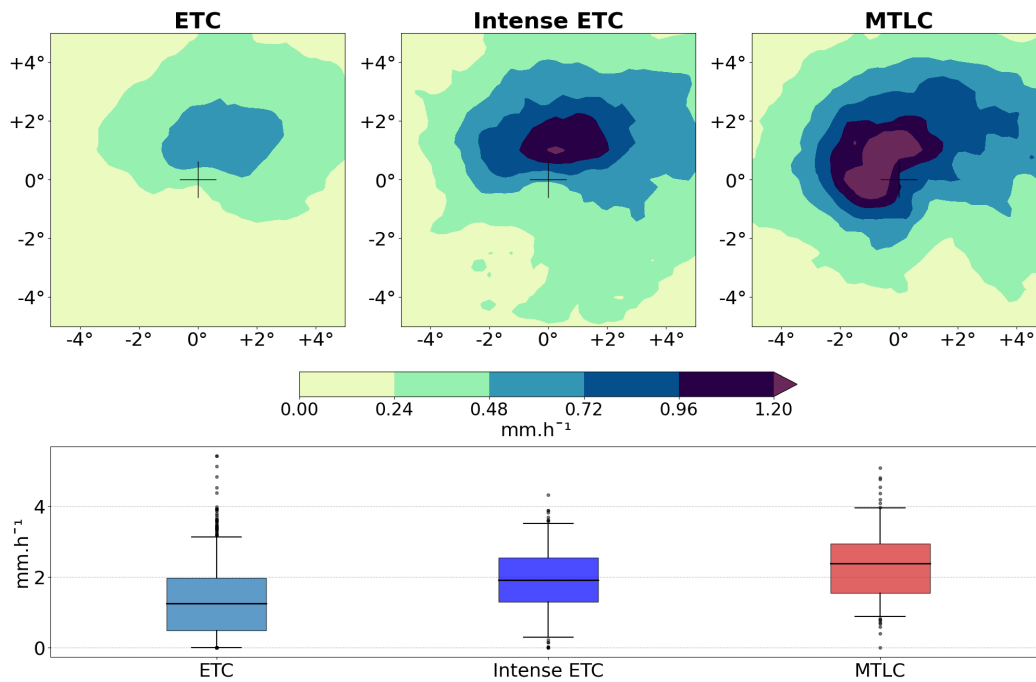 ETC Intense ETC MTLC
+4° +4° +4°
+2° +2° +2°
0° 0° 0°
-2° -2° -2°
-4° -4° -4°
-4° 0° +2° +4° -4° 0° +2° +4° -4° -2° 0° +2° +4°
0.00 0.24 0.48 0.72 0.96 1.20
mm.h⁻¹
4
2
0
mm.h⁻¹
ETC Intense ETC MTLC